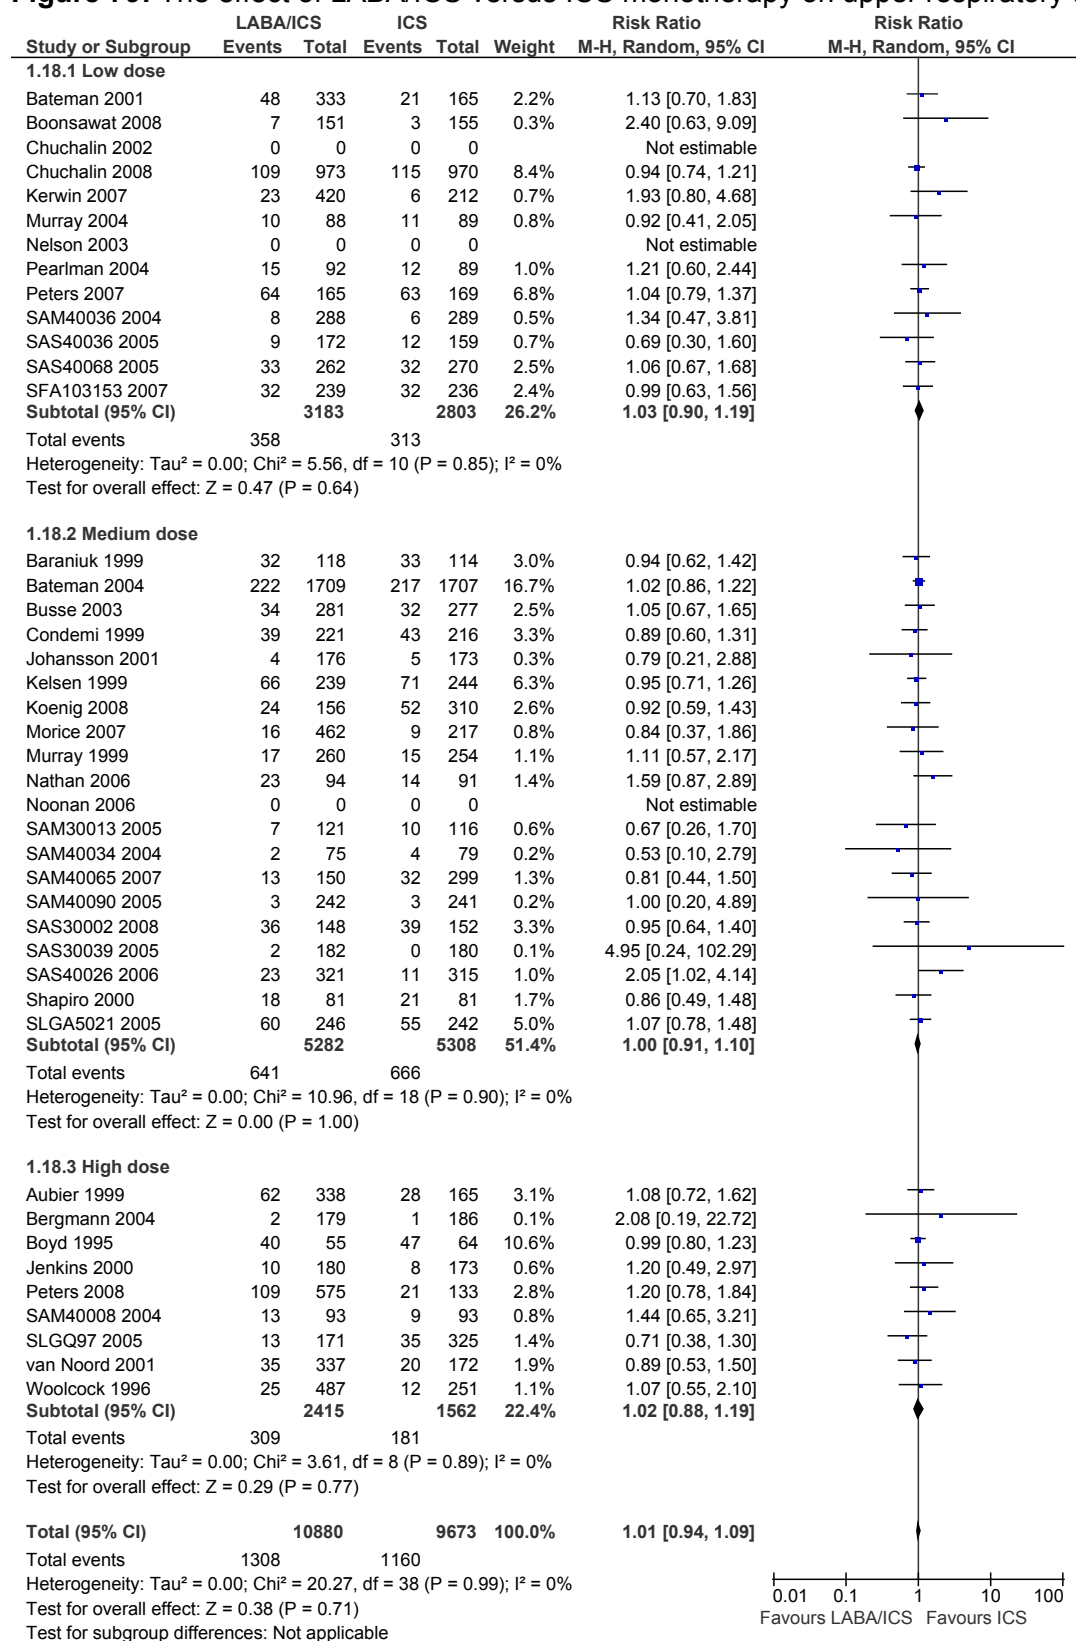 LABA/ICS ICS Risk Ratio Risk Ratio
Study or Subgroup Events Total Events Total Weight M-H, Random, 95% CI M-H, Random, 95% CI
1.18.1 Low dose
Bateman 2001 48 333 21 165 2.2% 1.13 [0.70, 1.83]
Boonsawat 2008 7 151 3 155 0.3% 2.40 [0.63, 9.09]
Chuchalin 2002 0 0 0 0 Not estimable
Chuchalin 2008 109 973 115 970 8.4% 0.94 [0.74, 1.21]
Kerwin 2007 23 420 6 212 0.7% 1.93 [0.80, 4.68]
Murray 2004 10 88 11 89 0.8% 0.92 [0.41, 2.05]
Nelson 2003 0 0 0 0 Not estimable
Pearlman 2004 15 92 12 89 1.0% 1.21 [0.60, 2.44]
Peters 2007 64 165 63 169 6.8% 1.04 [0.79, 1.37]
SAM40036 2004 8 288 6 289 0.5% 1.34 [0.47, 3.81]
SAS40036 2005 9 172 12 159 0.7% 0.69 [0.30, 1.60]
SAS40068 2005 33 262 32 270 2.5% 1.06 [0.67, 1.68]
SFA103153 2007 32 239 32 236 2.4% 0.99 [0.63, 1.56]
Subtotal (95% CI) 3183 2803 26.2% 1.03 [0.90, 1.19]
Total events 358 313
Heterogeneity: Tau² = 0.00; Chi² = 5.56, df = 10 (P = 0.85); I² = 0%
Test for overall effect: Z = 0.47 (P = 0.64)
1.18.2 Medium dose
Baraniuk 1999 32 118 33 114 3.0% 0.94 [0.62, 1.42]
Bateman 2004 222 1709 217 1707 16.7% 1.02 [0.86, 1.22]
Busse 2003 34 281 32 277 2.5% 1.05 [0.67, 1.65]
Condemi 1999 39 221 43 216 3.3% 0.89 [0.60, 1.31]
Johansson 2001 4 176 5 173 0.3% 0.79 [0.21, 2.88]
Kelsen 1999 66 239 71 244 6.3% 0.95 [0.71, 1.26]
Koenig 2008 24 156 52 310 2.6% 0.92 [0.59, 1.43]
Morice 2007 16 462 9 217 0.8% 0.84 [0.37, 1.86]
Murray 1999 17 260 15 254 1.1% 1.11 [0.57, 2.17]
Nathan 2006 23 94 14 91 1.4% 1.59 [0.87, 2.89]
Noonan 2006 0 0 0 0 Not estimable
SAM30013 2005 7 121 10 116 0.6% 0.67 [0.26, 1.70]
SAM40034 2004 2 75 4 79 0.2% 0.53 [0.10, 2.79]
SAM40065 2007 13 150 32 299 1.3% 0.81 [0.44, 1.50]
SAM40090 2005 3 242 3 241 0.2% 1.00 [0.20, 4.89]
SAS30002 2008 36 148 39 152 3.3% 0.95 [0.64, 1.40]
SAS30039 2005 2 182 0 180 0.1% 4.95 [0.24, 102.29]
SAS40026 2006 23 321 11 315 1.0% 2.05 [1.02, 4.14]
Shapiro 2000 18 81 21 81 1.7% 0.86 [0.49, 1.48]
SLGA5021 2005 60 246 55 242 5.0% 1.07 [0.78, 1.48]
Subtotal (95% CI) 5282 5308 51.4% 1.00 [0.91, 1.10]
Total events 641 666
Heterogeneity: Tau² = 0.00; Chi² = 10.96, df = 18 (P = 0.90); I² = 0%
Test for overall effect: Z = 0.00 (P = 1.00)
1.18.3 High dose
Aubier 1999 62 338 28 165 3.1% 1.08 [0.72, 1.62]
Bergmann 2004 2 179 1 186 0.1% 2.08 [0.19, 22.72]
Boyd 1995 40 55 47 64 10.6% 0.99 [0.80, 1.23]
Jenkins 2000 10 180 8 173 0.6% 1.20 [0.49, 2.97]
Peters 2008 109 575 21 133 2.8% 1.20 [0.78, 1.84]
SAM40008 2004 13 93 9 93 0.8% 1.44 [0.65, 3.21]
SLGQ97 2005 13 171 35 325 1.4% 0.71 [0.38, 1.30]
van Noord 2001 35 337 20 172 1.9% 0.89 [0.53, 1.50]
Woolcock 1996 25 487 12 251 1.1% 1.07 [0.55, 2.10]
Subtotal (95% CI) 2415 1562 22.4% 1.02 [0.88, 1.19]
Total events 309 181
Heterogeneity: Tau² = 0.00; Chi² = 3.61, df = 8 (P = 0.89); I² = 0%
Test for overall effect: Z = 0.29 (P = 0.77)
Total (95% CI) 10880 9673 100.0% 1.01 [0.94, 1.09]
Total events 1308 1160
Heterogeneity: Tau² = 0.00; Chi² = 20.27, df = 38 (P = 0.99); I² = 0%
Test for overall effect: Z = 0.38 (P = 0.71)
Test for subgroup differences: Not applicable
0.01 0.1 1 10 100
Favours LABA/ICS Favours ICS